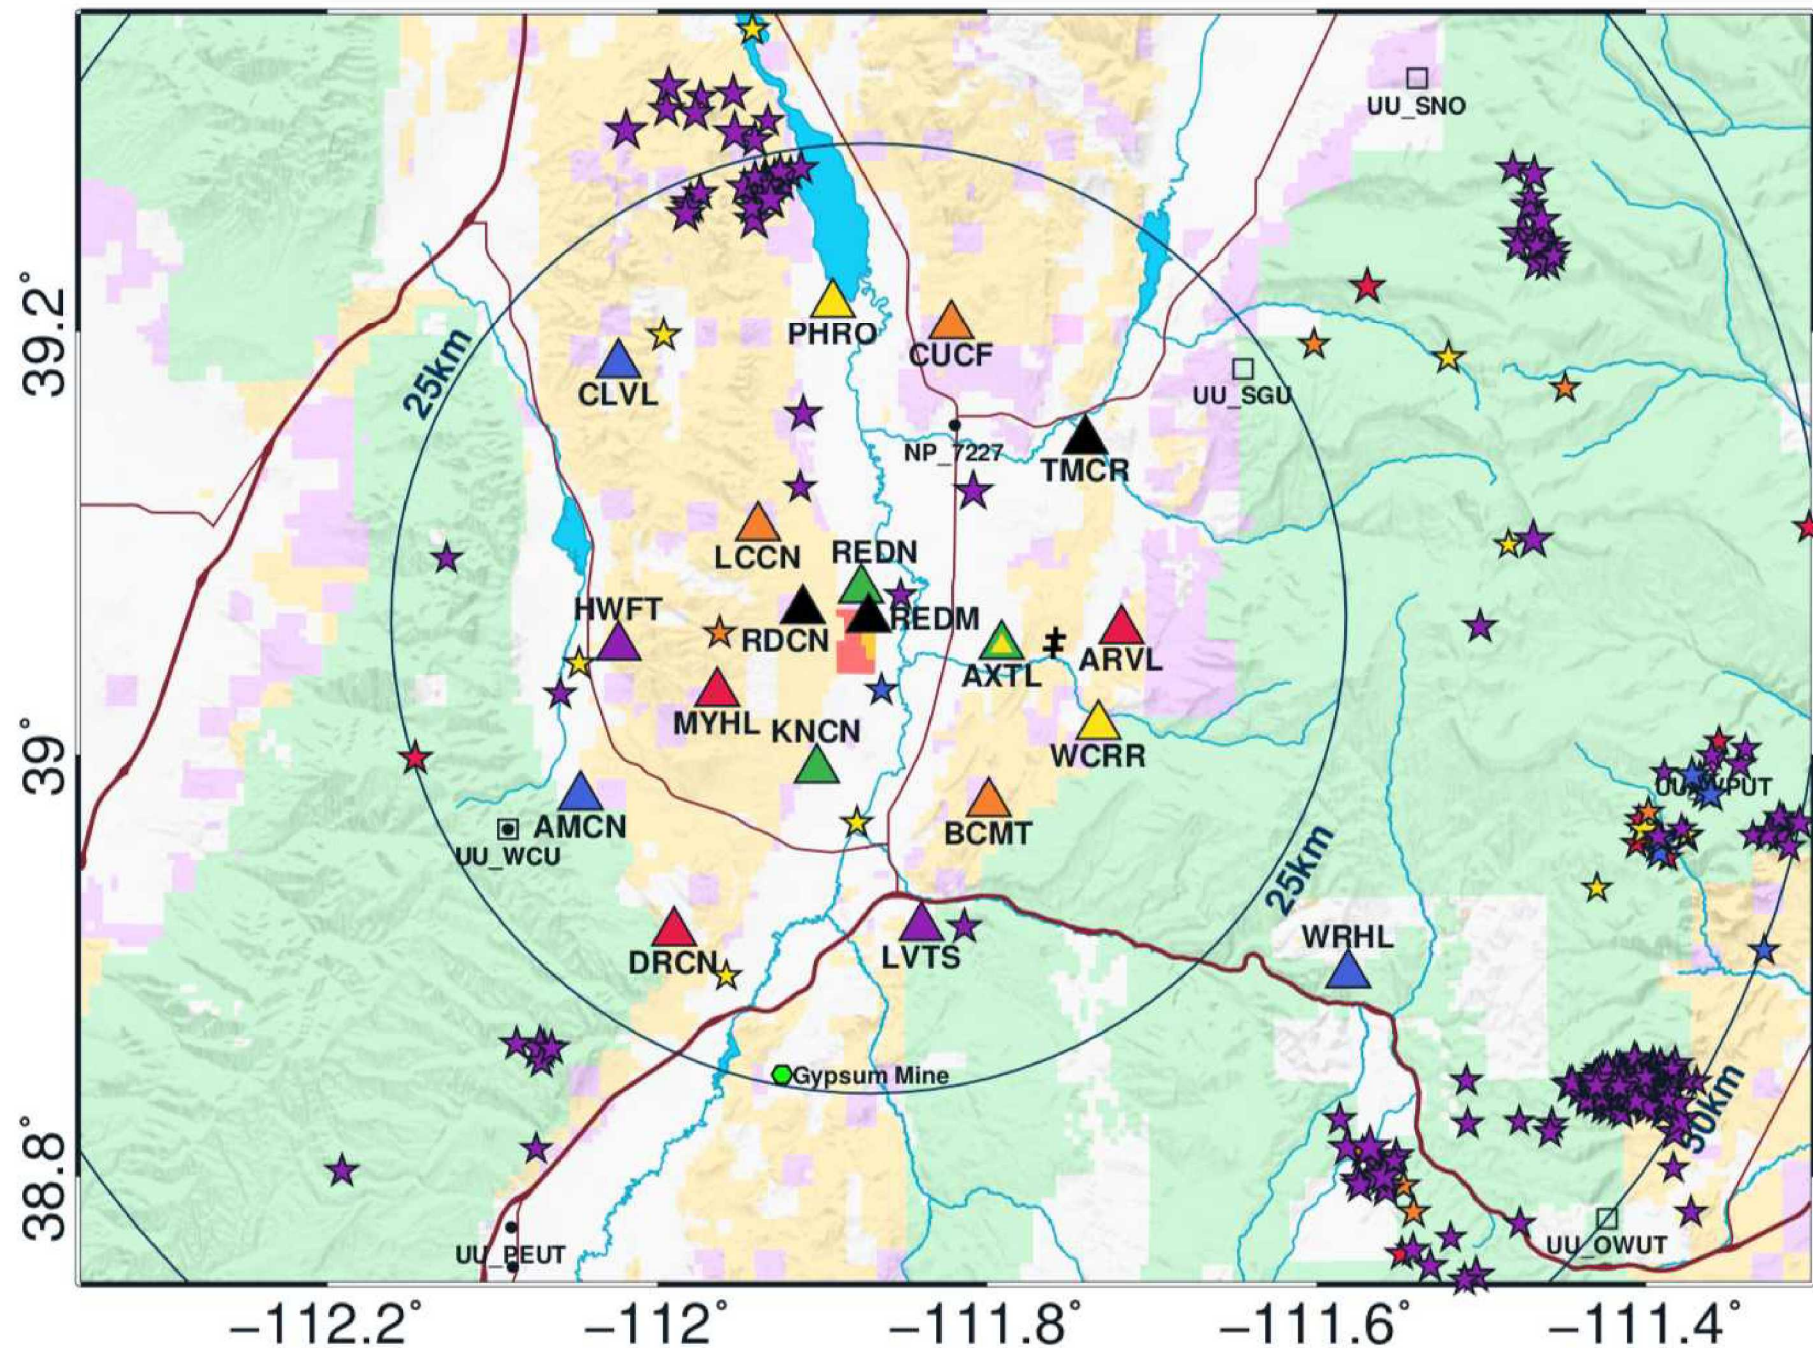 UU_SNO
39.2°
25km
PHRO
CUCF
CLVL
UU_SGU
NP_7227
TMCR
LCCN
REDN
HWFT
RDCN
REDM
AXTL
ARVL
MYHL
KNCN
WCRR
39°
UU_WPUT
AMCN
BCMT
UU_WCU
25km
WRHL
DRCN
LVTS
Gypsum Mine
50km
38.8°
UU_PEUT
UU_OWUT
−112.2°
−112°
−111.8°
−111.6°
−111.4°